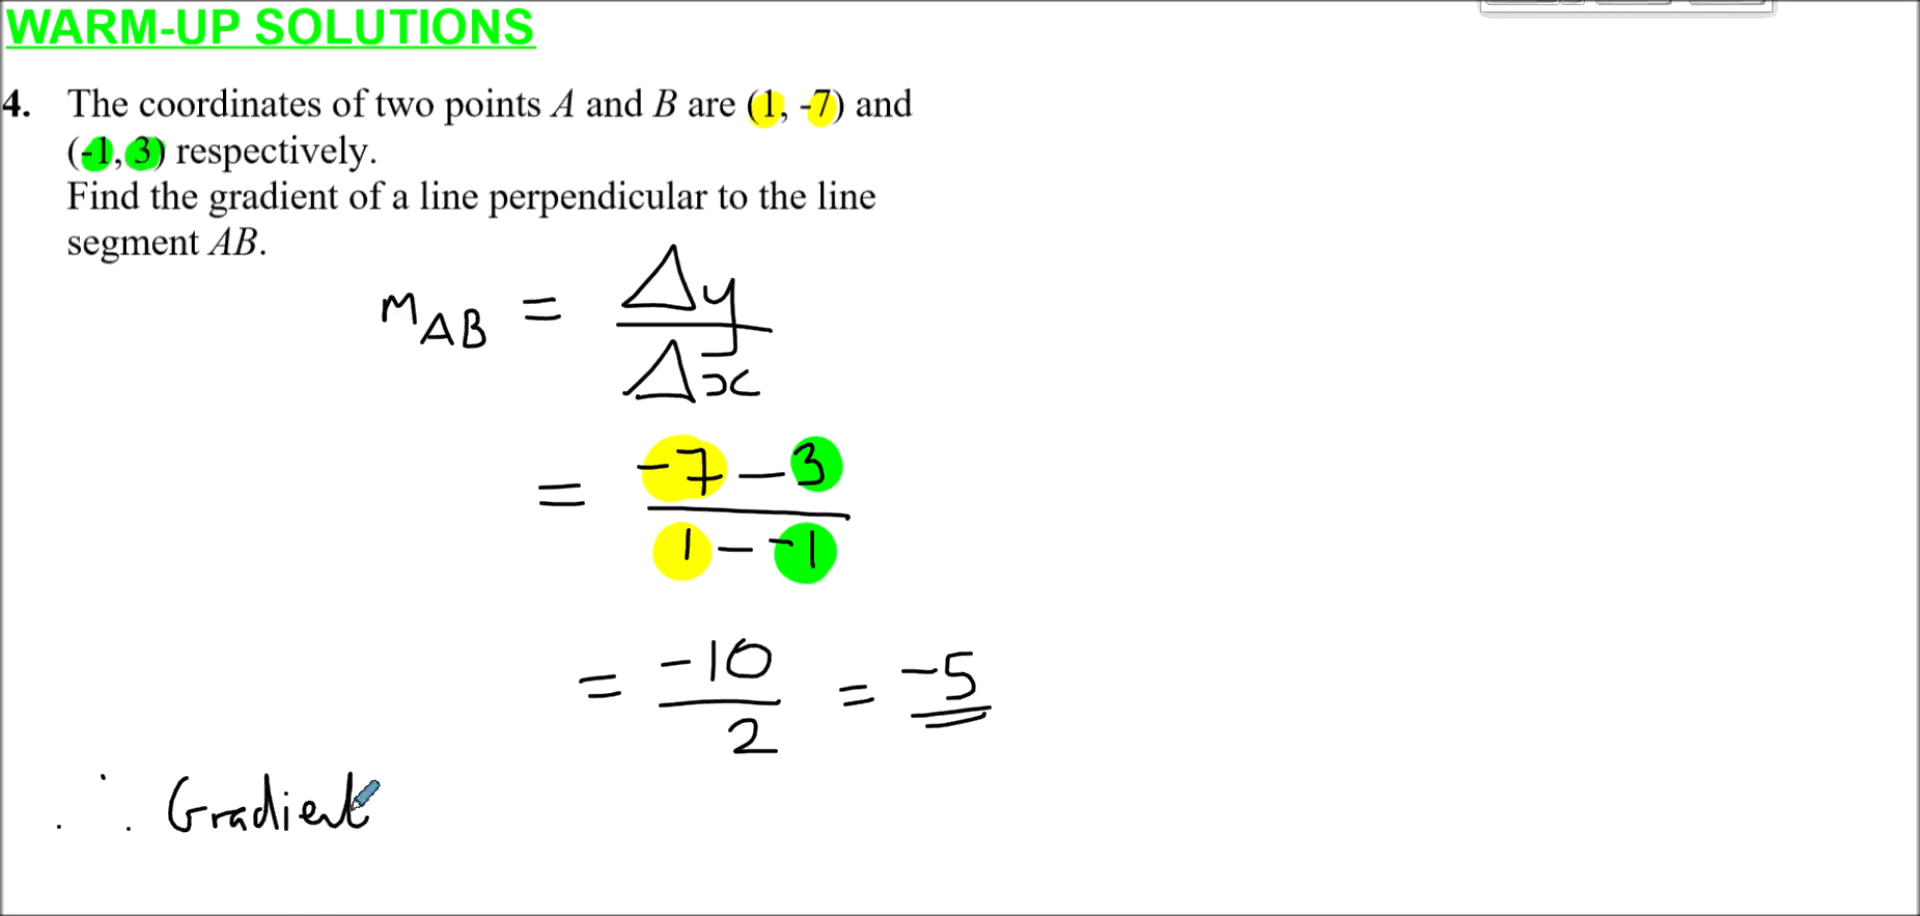 WARM-UP SOLUTIONS
4. The coordinates of two points A and B are (1, -7) and
(-1,3) respectively.
Find the gradient of a line perpendicular to the line
segment AB.
m_AB = Δy / Δx
= -7 - 3 / 1 - -1
= -10 / 2 = -5
∴ Gradient